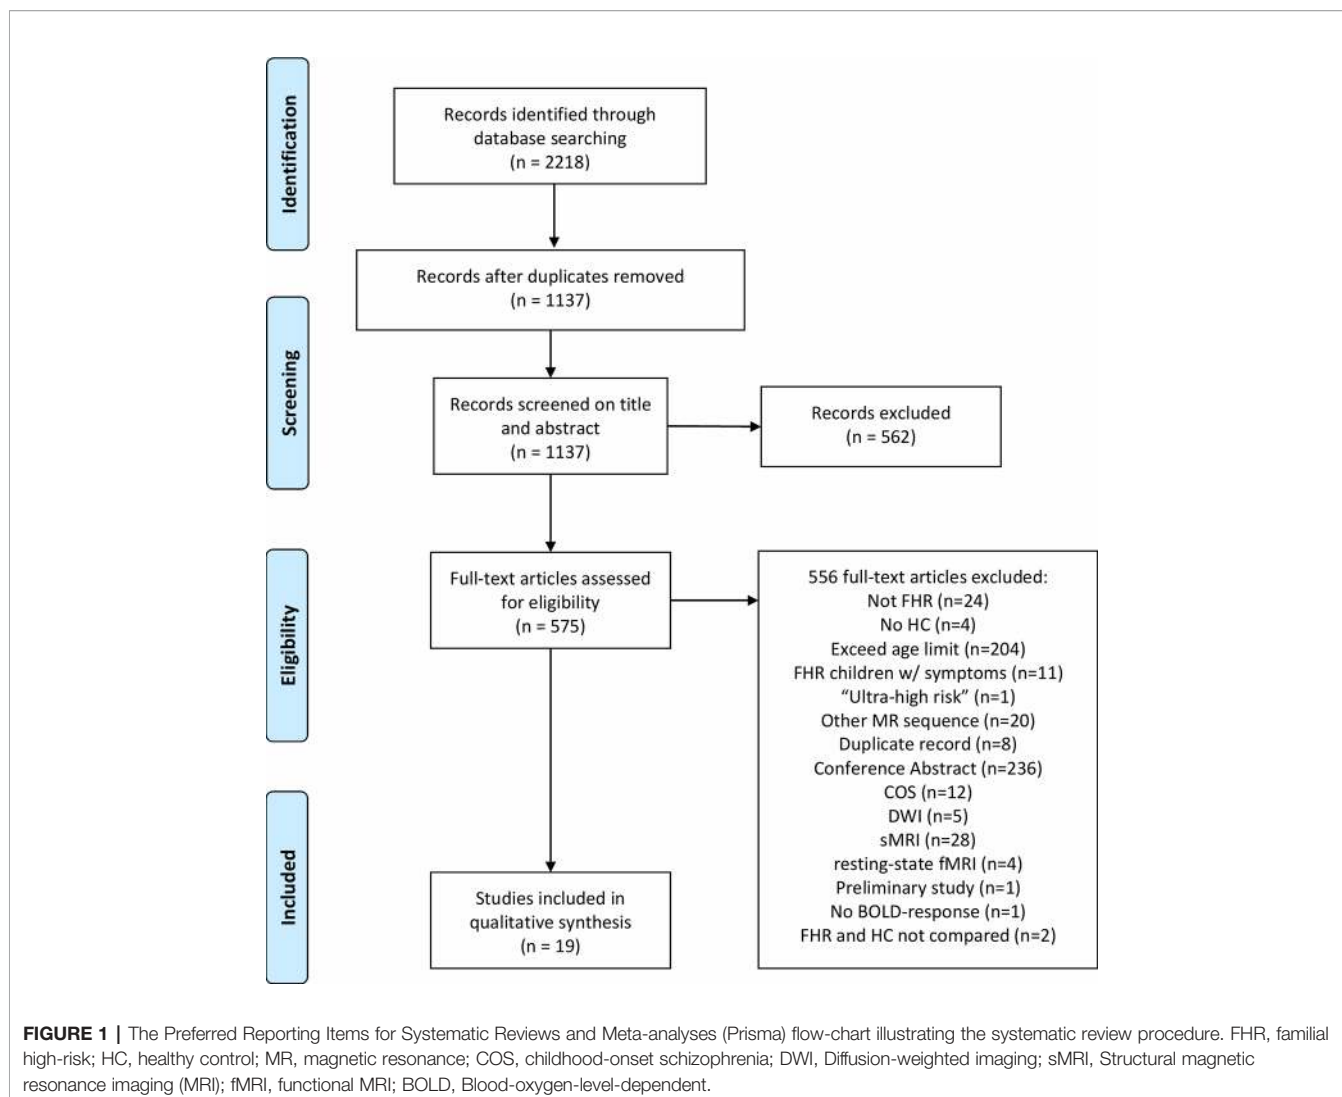 Identification
Records identified through
database searching
(n = 2218)
Records after duplicates removed
(n = 1137)
Screening
Records screened on title
and abstract
(n = 1137)
Records excluded
(n = 562)
Eligibility
Full-text articles assessed
for eligibility
(n = 575)
556 full-text articles excluded:
Not FHR (n=24)
No HC (n=4)
Exceed age limit (n=204)
FHR children w/ symptoms (n=11)
“Ultra-high risk” (n=1)
Other MR sequence (n=20)
Duplicate record (n=8)
Conference Abstract (n=236)
COS (n=12)
DWI (n=5)
sMRI (n=28)
resting-state fMRI (n=4)
Preliminary study (n=1)
No BOLD-response (n=1)
FHR and HC not compared (n=2)
Included
Studies included in
qualitative synthesis
(n = 19)
FIGURE 1 | The Preferred Reporting Items for Systematic Reviews and Meta-analyses (Prisma) flow-chart illustrating the systematic review procedure. FHR, familial
high-risk; HC, healthy control; MR, magnetic resonance; COS, childhood-onset schizophrenia; DWI, Diffusion-weighted imaging; sMRI, Structural magnetic
resonance imaging (MRI); fMRI, functional MRI; BOLD, Blood-oxygen-level-dependent.